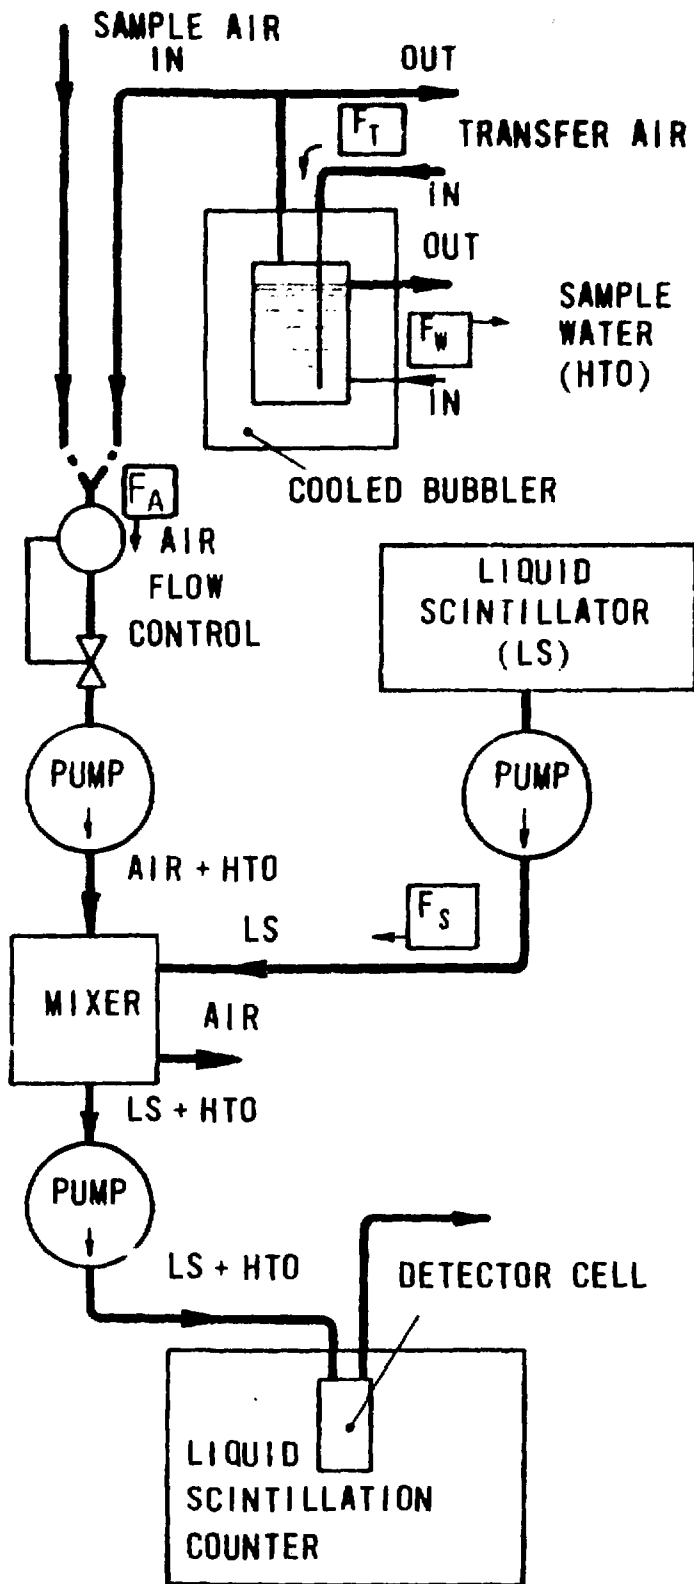 SAMPLE AIR
IN
OUT
F_T
TRANSFER AIR
IN
OUT
SAMPLE
WATER
(HTO)
F_W
IN
COOLED BUBBLER
F_A
AIR
FLOW
CONTROL
LIQUID
SCINTILLATOR
(LS)
PUMP
PUMP
AIR + HTO
F_S
LS
MIXER
AIR
LS + HTO
PUMP
LS + HTO
DETECTOR CELL
LIQUID
SCINTILLATION
COUNTER